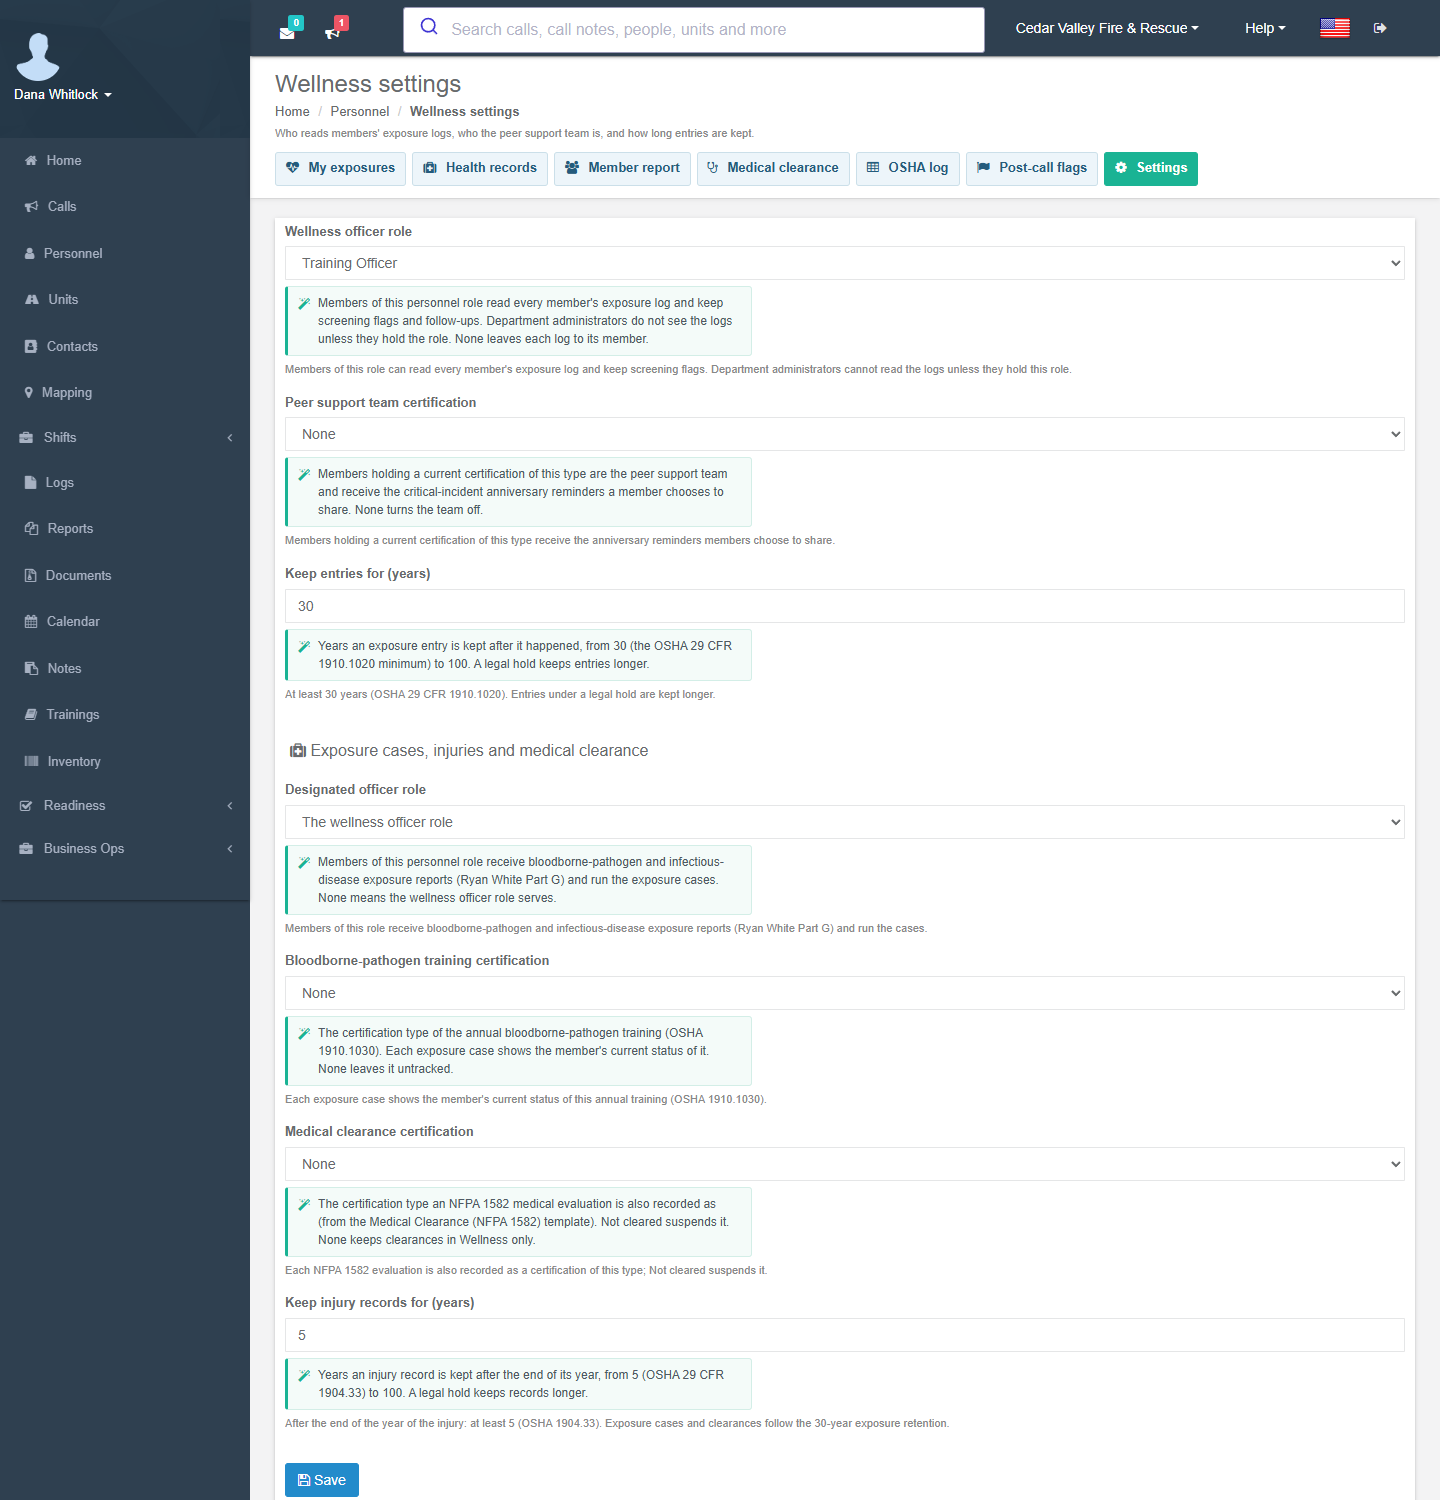 Dana Whitlock
Home
Calls
Personnel
Units
Contacts
Mapping
Shifts
Logs
Reports
Documents
Calendar
Notes
Trainings
Inventory
Readiness
Business Ops
0
1
Search calls, call notes, people, units and more
Cedar Valley Fire & Rescue
Help
Wellness settings
Home / Personnel / Wellness settings
Who reads members' exposure logs, who the peer support team is, and how long entries are kept.
My exposures
Health records
Member report
Medical clearance
OSHA log
Post-call flags
Settings
Wellness officer role
Training Officer
Members of this personnel role read every member's exposure log and keep
screening flags and follow-ups. Department administrators do not see the logs
unless they hold the role. None leaves each log to its member.
Members of this role can read every member's exposure log and keep screening flags. Department administrators cannot read the logs unless they hold this role.
Peer support team certification
None
Members holding a current certification of this type are the peer support team
and receive the critical-incident anniversary reminders a member chooses to
share. None turns the team off.
Members holding a current certification of this type receive the anniversary reminders members choose to share.
Keep entries for (years)
30
Years an exposure entry is kept after it happened, from 30 (the OSHA 29 CFR
1910.1020 minimum) to 100. A legal hold keeps entries longer.
At least 30 years (OSHA 29 CFR 1910.1020). Entries under a legal hold are kept longer.
Exposure cases, injuries and medical clearance
Designated officer role
The wellness officer role
Members of this personnel role receive bloodborne-pathogen and infectious-
disease exposure reports (Ryan White Part G) and run the exposure cases.
None means the wellness officer role serves.
Members of this role receive bloodborne-pathogen and infectious-disease exposure reports (Ryan White Part G) and run the cases.
Bloodborne-pathogen training certification
None
The certification type of the annual bloodborne-pathogen training (OSHA
1910.1030). Each exposure case shows the member's current status of it.
None leaves it untracked.
Each exposure case shows the member's current status of this annual training (OSHA 1910.1030).
Medical clearance certification
None
The certification type an NFPA 1582 medical evaluation is also recorded as
(from the Medical Clearance (NFPA 1582) template). Not cleared suspends it.
None keeps clearances in Wellness only.
Each NFPA 1582 evaluation is also recorded as a certification of this type; Not cleared suspends it.
Keep injury records for (years)
5
Years an injury record is kept after the end of its year, from 5 (OSHA 29 CFR
1904.33) to 100. A legal hold keeps records longer.
After the end of the year of the injury: at least 5 (OSHA 1904.33). Exposure cases and clearances follow the 30-year exposure retention.
Save